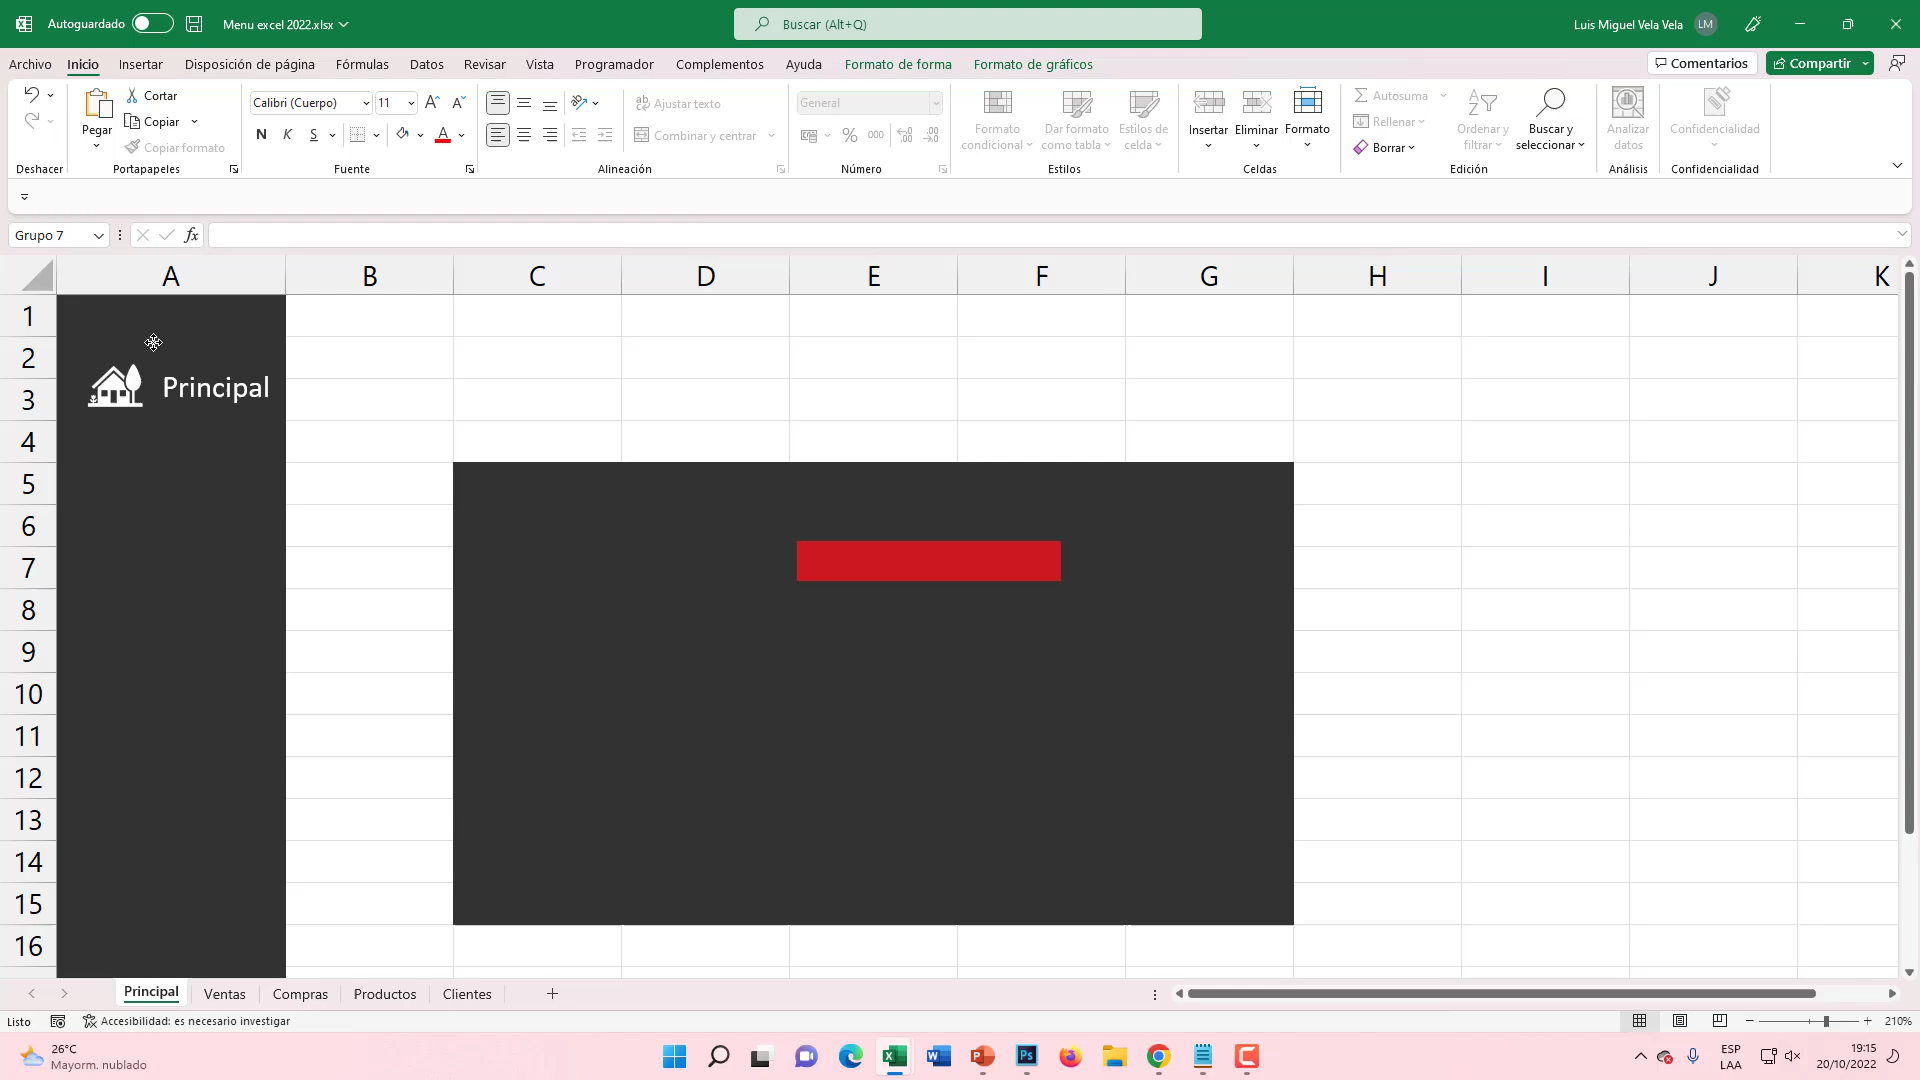 Autoguardado
Menu excel 2022.xlsx
Buscar (Alt+Q)
Luis Miguel Vela Vela
LM
Archivo
Inicio
Insertar
Disposición de página
Fórmulas
Datos
Revisar
Vista
Programador
Complementos
Ayuda
Formato de forma
Formato de gráficos
Comentarios
Compartir
Pegar
Cortar
Copiar
Copiar formato
Calibri (Cuerpo)
11
A
A
N
K
S
A
ab
Ajustar texto
Combinar y centrar
General
%
000
Formato
condicional
Dar formato
como tabla
Estilos de
celda
Insertar
Eliminar
Formato
Autosuma
Rellenar
Borrar
Ordenar y
filtrar
Buscar y
seleccionar
Analizar
datos
Confidencialidad
Deshacer
Portapapeles
Fuente
Alineación
Número
Estilos
Celdas
Edición
Análisis
Confidencialidad
Grupo 7
fx
A
B
C
D
E
F
G
H
I
J
K
1
2
3
4
5
6
7
8
9
10
11
12
13
14
15
16
Principal
Principal
Ventas
Compras
Productos
Clientes
Listo
Accesibilidad: es necesario investigar
210%
26°C
Mayorm. nublado
ESP
LAA
19:15
20/10/2022